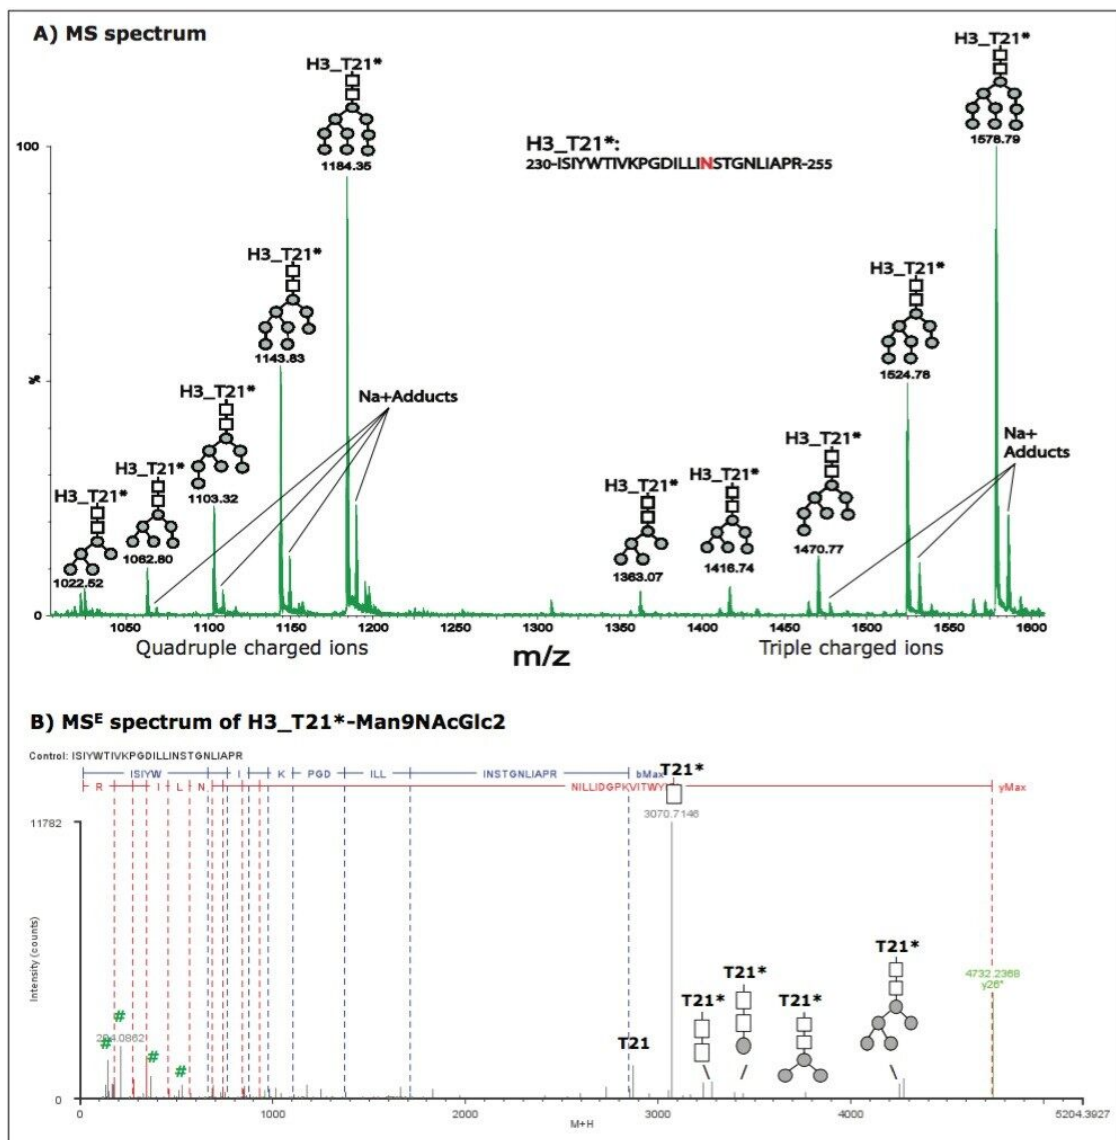 A) MS spectrum
H3_T21*
1184.35
H3_T21*
1578.79
H3_T21*:
230-ISIYWTIVKPGDILLINSTGNLIAPR-255
H3_T21*
1143.83
H3_T21*
1524.78
H3_T21*
1103.32
Na+Adducts
H3_T21*
1470.77
Na+
Adducts
H3_T21*
1062.80
H3_T21*
1022.52
H3_T21*
1363.07
H3_T21*
1416.74
100
%
0
1050 1100 1150 1200 1250 1300 1350 1400 1450 1500 1550 1600
Quadruple charged ions
m/z
Triple charged ions
B) MSE spectrum of H3_T21*-Man9NAcGlc2
Control: ISIYWTIVKPGDILLINSTGNLIAPR
ISIYW I K PGD ILL INSTGNLIAPR bMax
R I L N NILLIDGPKVITWY yMax
T21*
3070.7146
11782
Intensity (counts)
0
#
#
204.0862
#
#
T21
T21*
T21*
T21*
T21*
4732.2368
y26*
0 1000 2000 3000 4000 5204.3927
M+H